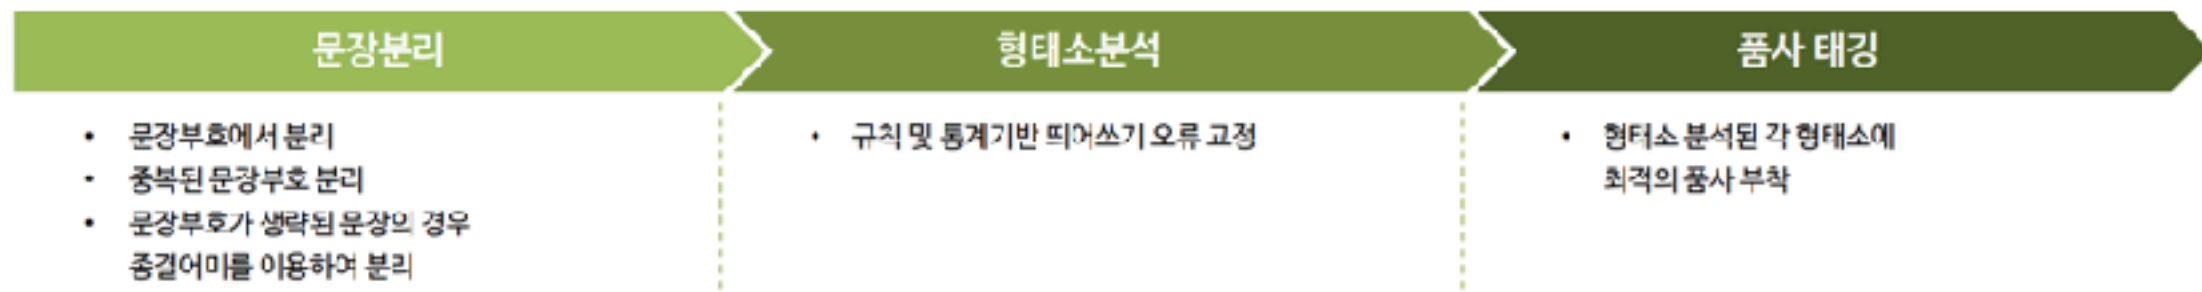 문장분리
• 문장부호에서 분리
• 중복된 문장부호 분리
• 문장부호가 생략된 문장의 경우
종결어미를 이용하여 분리
형태소분석
• 규칙 및 통계기반 띄어쓰기 오류 교정
품사 태깅
• 형태소 분석된 각 형태소에
최적의 품사 부착